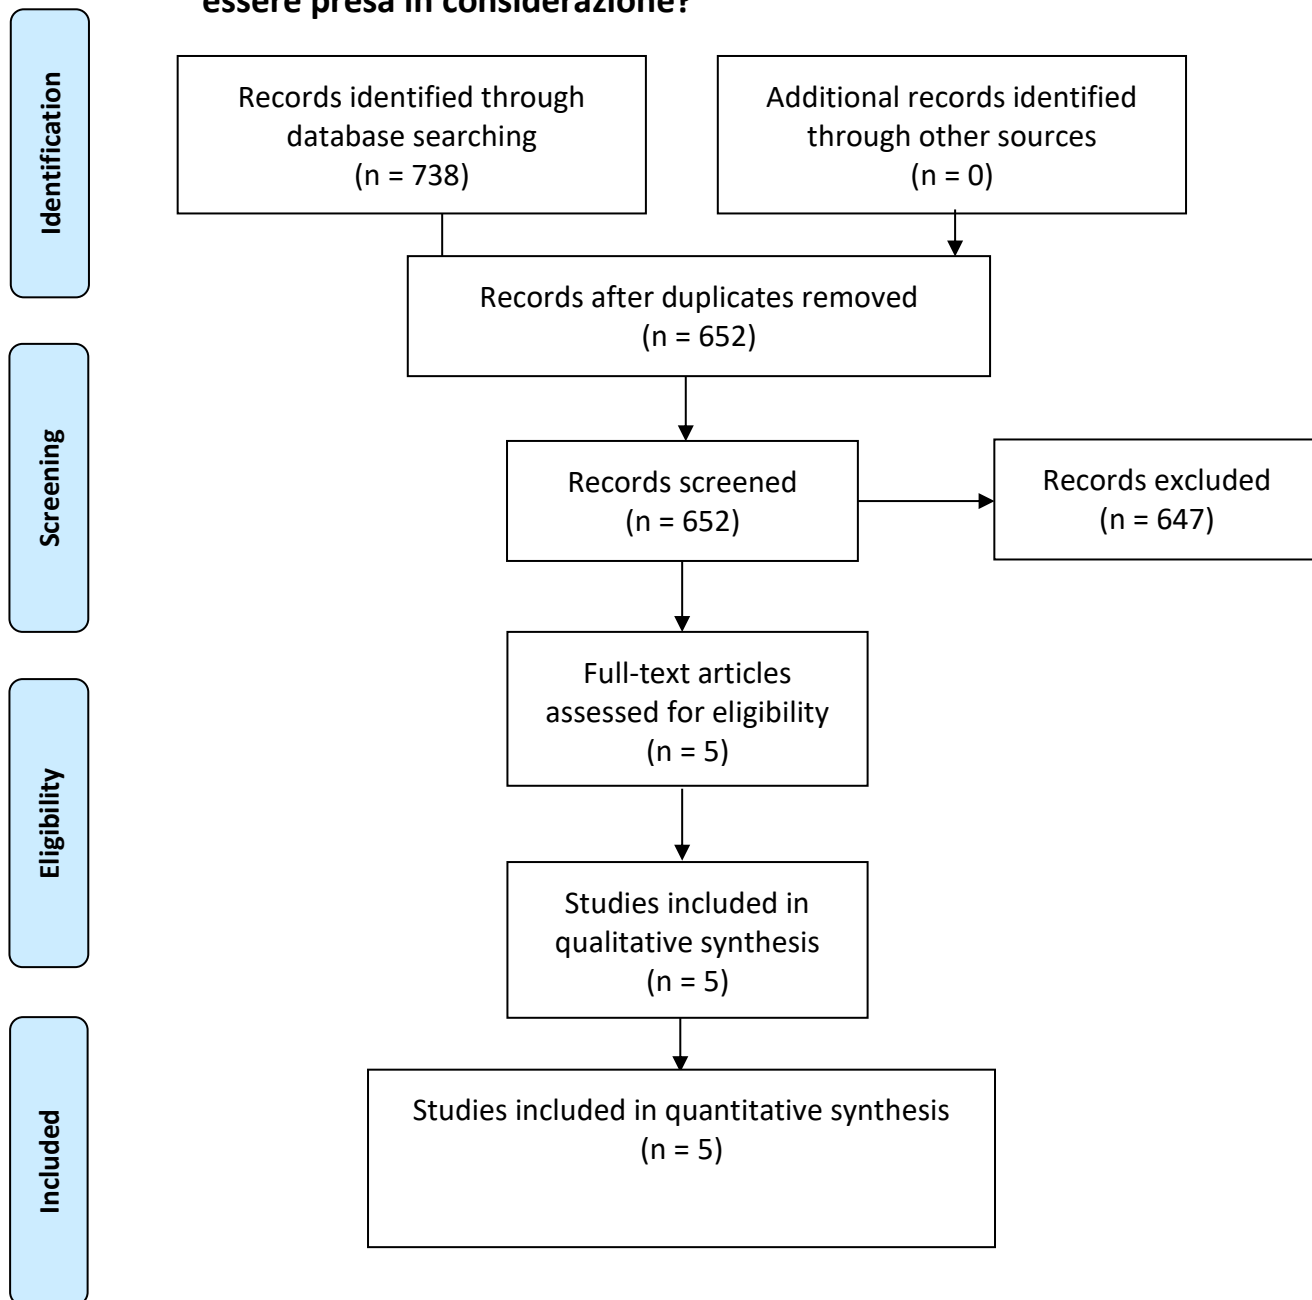 essere presa in considerazione?
Identification
Records identified through
database searching
(n = 738)
Additional records identified
through other sources
(n = 0)
Records after duplicates removed
(n = 652)
Screening
Records screened
(n = 652)
Records excluded
(n = 647)
Full-text articles
assessed for eligibility
(n = 5)
Eligibility
Studies included in
qualitative synthesis
(n = 5)
Included
Studies included in quantitative synthesis
(n = 5)